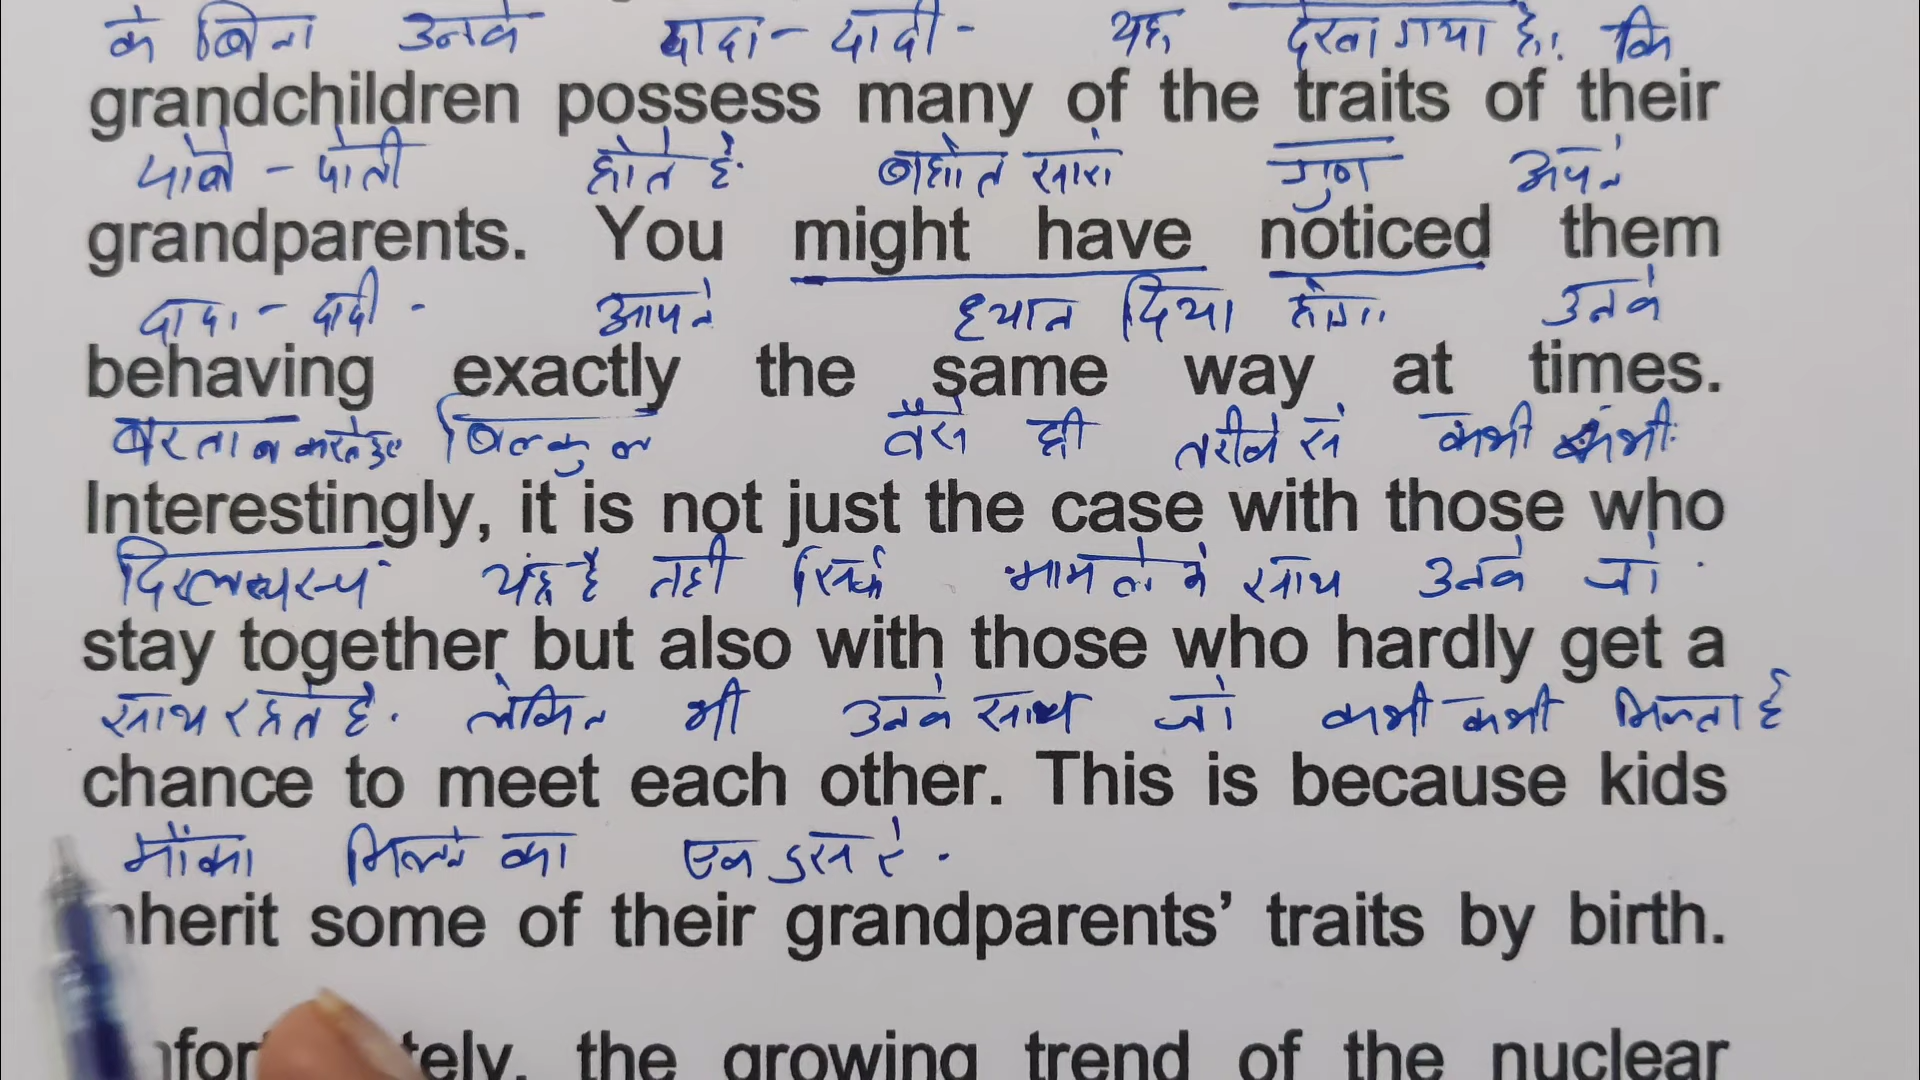 के बिना उनके दादा - दादी - यह देखा गया है। कि
grandchildren possess many of the traits of their
पोते - पोती होते है बहोत सारे गुण अपने
grandparents. You might have noticed them
दादा - दादी - आपने ध्यान दिया होगा उनके
behaving exactly the same way at times.
बरताव करते हुए बिल्कुल वैसे ही तरीके से कभी कभी
Interestingly, it is not just the case with those who
यह है नही सिर्फ मामले के साथ उनके जो
stay together but also with those who hardly get a
साथ रहते है. लेकिन भी उनके साथ जो कभी कभी मिलता है
chance to meet each other. This is because kids
मौका मिलने का एक दुसरे.
nherit some of their grandparents’ traits by birth.
the growing trend of the nuclear